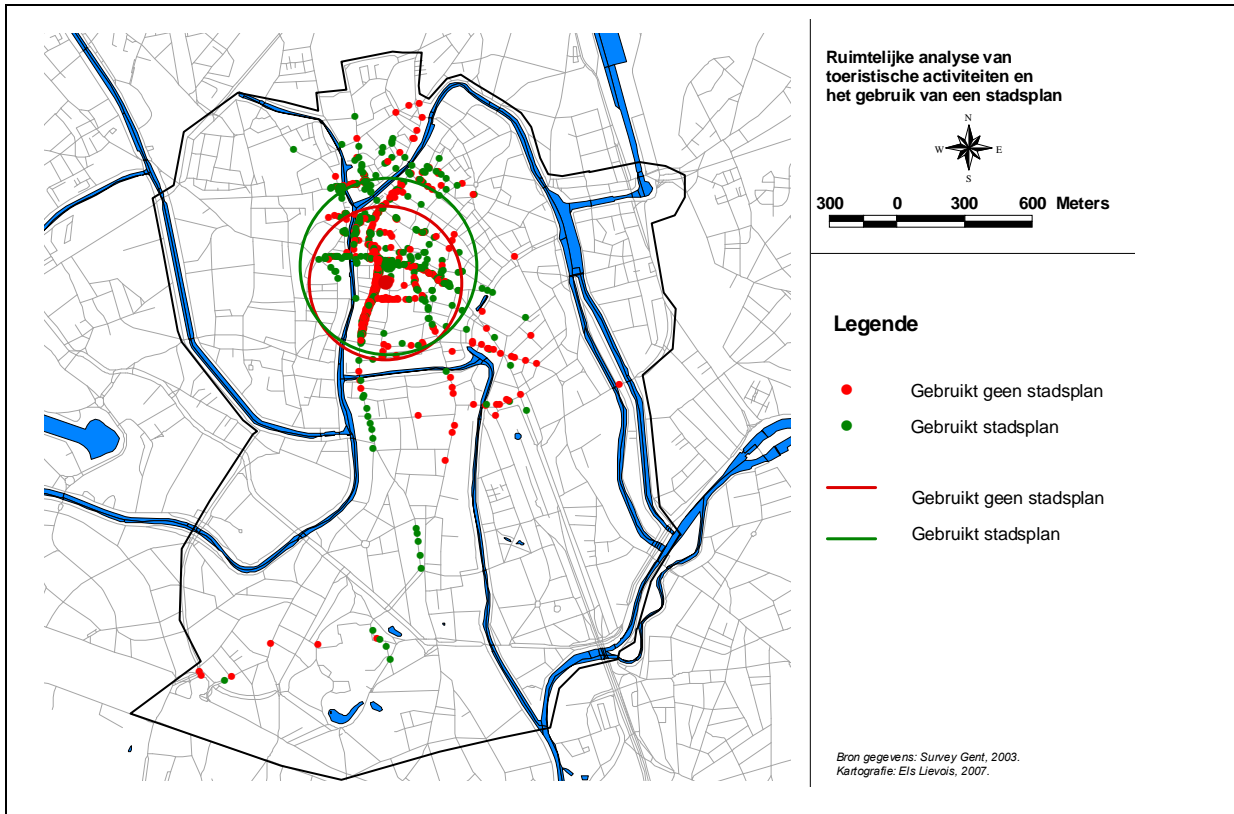 Ruimtelijke analyse van
toeristische activiteiten en
het gebruik van een stadsplan
N
W E
S
300 0 300 600 Meters
Legende
Gebruikt geen stadsplan
Gebruikt stadsplan
Gebruikt geen stadsplan
Gebruikt stadsplan
Bron gegevens: Survey Gent, 2003.
Kartografie: Els Lievois, 2007.